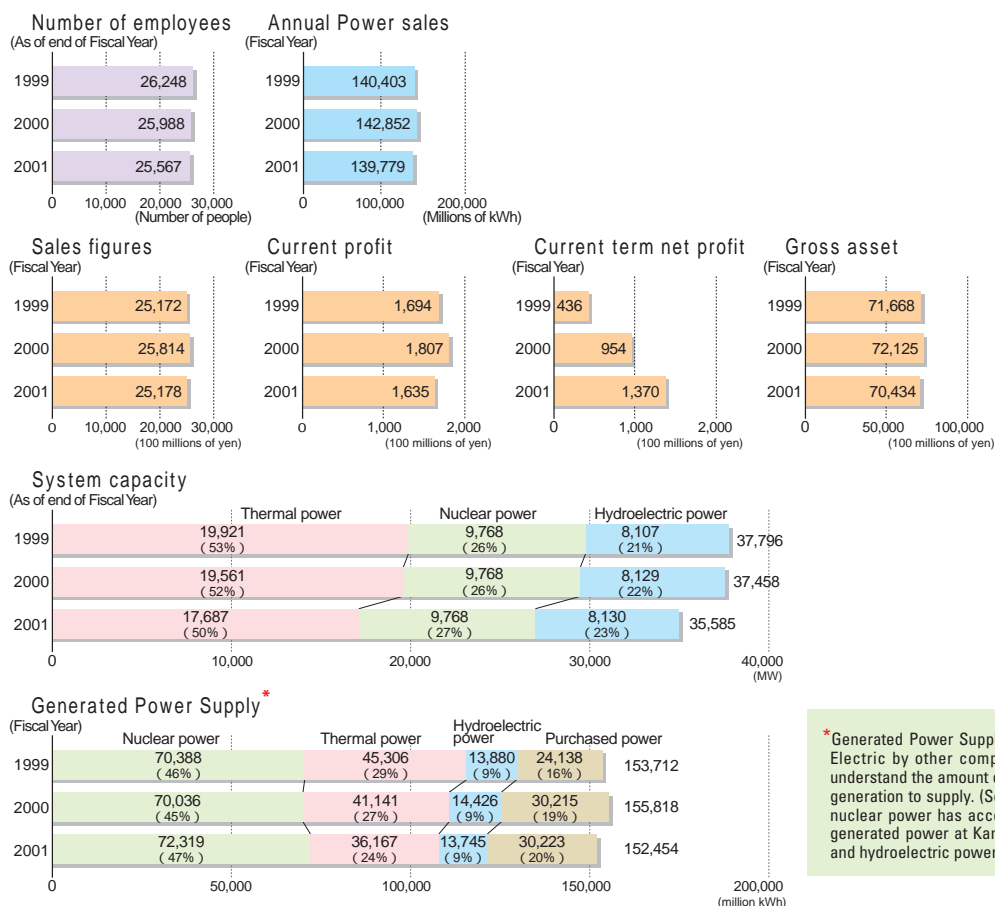 Number of employees
(As of end of Fiscal Year)
1999 26,248
2000 25,988
2001 25,567
0 10,000 20,000 30,000
(Number of people)
Annual Power sales
(Fiscal Year)
1999 140,403
2000 142,852
2001 139,779
0 100,000 200,000
(Millions of kWh)
Sales figures
(Fiscal Year)
1999 25,172
2000 25,814
2001 25,178
0 10,000 20,000 30,000
(100 millions of yen)
Current profit
(Fiscal Year)
1999 1,694
2000 1,807
2001 1,635
0 1,000 2,000
(100 millions of yen)
Current term net profit
(Fiscal Year)
1999 436
2000 954
2001 1,370
0 1,000 2,000
(100 millions of yen)
Gross asset
(Fiscal Year)
1999 71,668
2000 72,125
2001 70,434
0 50,000 100,000
(100 millions of yen)
System capacity
(As of end of Fiscal Year)
Thermal power Nuclear power Hydroelectric power
1999 19,921 9,768 8,107 37,796
(53%) (26%) (21%)
2000 19,561 9,768 8,129 37,458
(52%) (26%) (22%)
2001 17,687 9,768 8,130 35,585
(50%) (27%) (23%)
0 10,000 20,000 30,000 40,000
(MW)
Generated Power Supply*
(Fiscal Year)
Nuclear power Thermal power Hydroelectric power Purchased power
1999 70,388 45,306 13,880 24,138 153,712
(46%) (29%) (9%) (16%)
2000 70,036 41,141 14,426 30,215 155,818
(45%) (27%) (9%) (19%)
2001 72,319 36,167 13,745 30,223 152,454
(47%) (24%) (9%) (20%)
0 50,000 100,000 150,000 200,000
(million kWh)
*Generated Power Suppl
Electric by other comp
understand the amount
generation to supply. (S
nuclear power has acc
generated power at Kan
and hydroelectric power